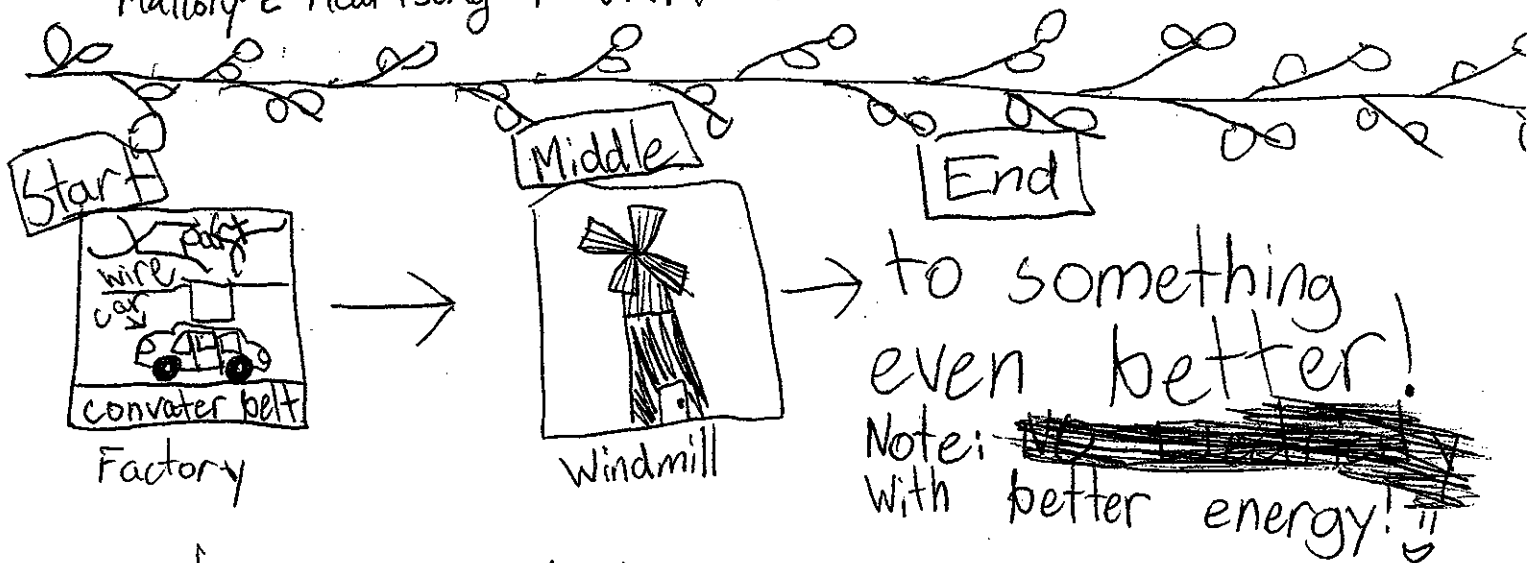 Start
Middle
End
wire
car
convater belt
Factory
Windmill
to something
even better!
Note:
With better energy!